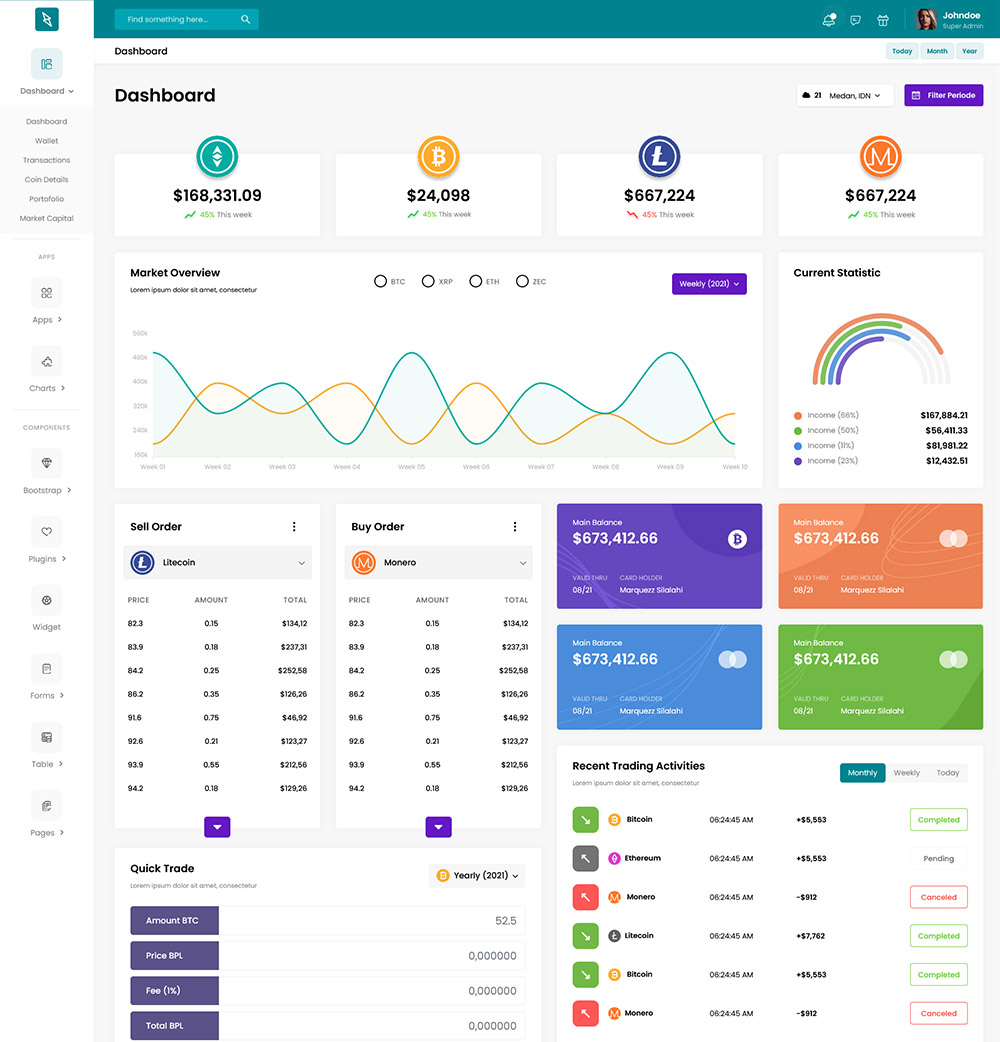 Find something here...
Johndoe
Super Admin
Dashboard
Today Month Year
Dashboard
Dashboard
Wallet
Transactions
Coin Details
Portofolio
Market Capital
APPS
Apps
Charts
COMPONENTS
Bootstrap
Plugins
Widget
Forms
Table
Pages
Dashboard
21 Medan, IDN
Filter Periode
$168,331.09
45% This week
$24,098
45% This week
$667,224
45% This week
$667,224
45% This week
Market Overview
Lorem ipsum dolor sit amet, consectetur
BTC XRP ETH ZEC
Weekly (2021)
560k
480k
400k
320k
240k
160k
Week 01 Week 02 Week 03 Week 04 Week 05 Week 06 Week 07 Week 08 Week 09 Week 10
Current Statistic
Income (66%) $167,884.21
Income (50%) $56,411.33
Income (11%) $81,981.22
Income (23%) $12,432.51
Sell Order
Litecoin
PRICE AMOUNT TOTAL
82.3 0.15 $134,12
83.9 0.18 $237,31
84.2 0.25 $252,58
86.2 0.35 $126,26
91.6 0.75 $46,92
92.6 0.21 $123,27
93.9 0.55 $212,56
94.2 0.18 $129,26
Buy Order
Monero
PRICE AMOUNT TOTAL
82.3 0.15 $134,12
83.9 0.18 $237,31
84.2 0.25 $252,58
86.2 0.35 $126,26
91.6 0.75 $46,92
92.6 0.21 $123,27
93.9 0.55 $212,56
94.2 0.18 $129,26
Main Balance
$673,412.66
VALID THRU CARD HOLDER
08/21 Marquezz Silalahi
Main Balance
$673,412.66
VALID THRU CARD HOLDER
08/21 Marquezz Silalahi
Main Balance
$673,412.66
VALID THRU CARD HOLDER
08/21 Marquezz Silalahi
Main Balance
$673,412.66
VALID THRU CARD HOLDER
08/21 Marquezz Silalahi
Quick Trade
Lorem ipsum dolor sit amet, consectetur
Yearly (2021)
Amount BTC 52.5
Price BPL 0,000000
Fee (1%) 0,000000
Total BPL 0,000000
Recent Trading Activities
Lorem ipsum dolor sit amet, consectetur
Monthly Weekly Today
Bitcoin 06:24:45 AM +$5,553 Completed
Ethereum 06:24:45 AM +$5,553 Pending
Monero 06:24:45 AM -$912 Canceled
Litecoin 06:24:45 AM +$7,762 Completed
Bitcoin 06:24:45 AM +$5,553 Completed
Monero 06:24:45 AM -$912 Canceled